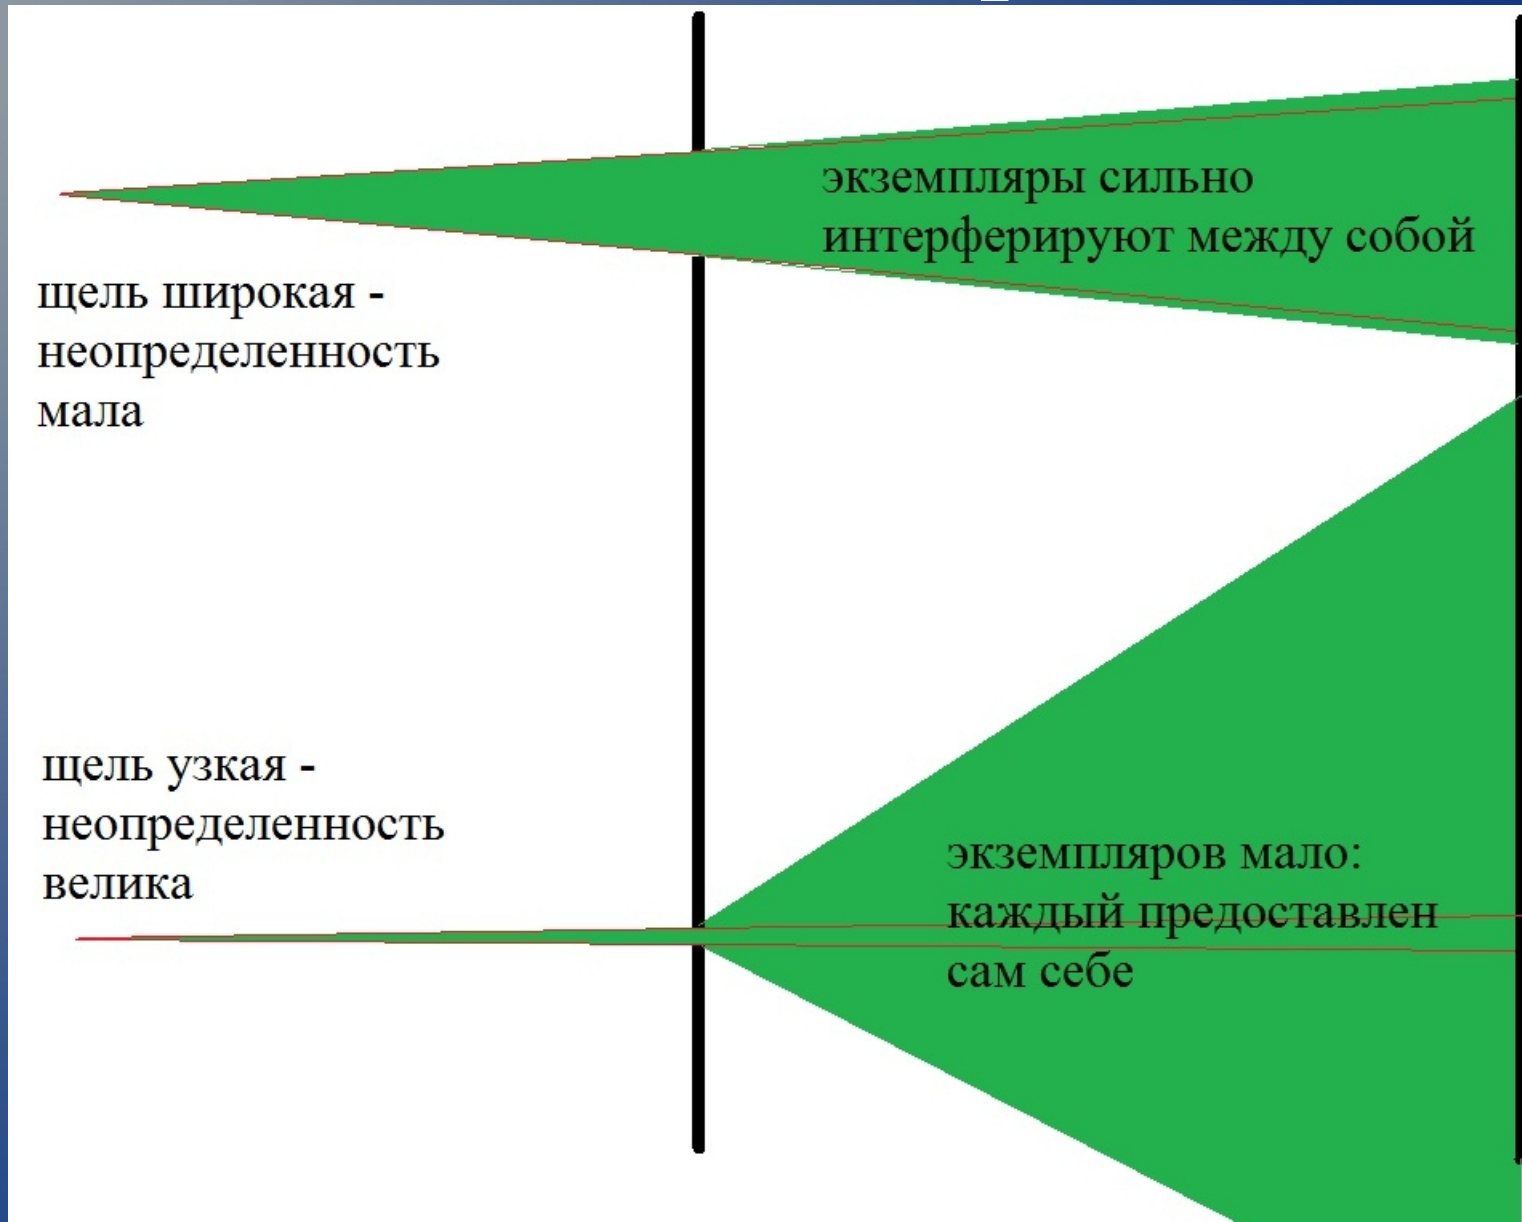 экземпляры сильно
интерферируют между собой
щель широкая -
неопределенность
мала
щель узкая -
неопределенность
велика
экземпляров мало:
каждый предоставлен
сам себе